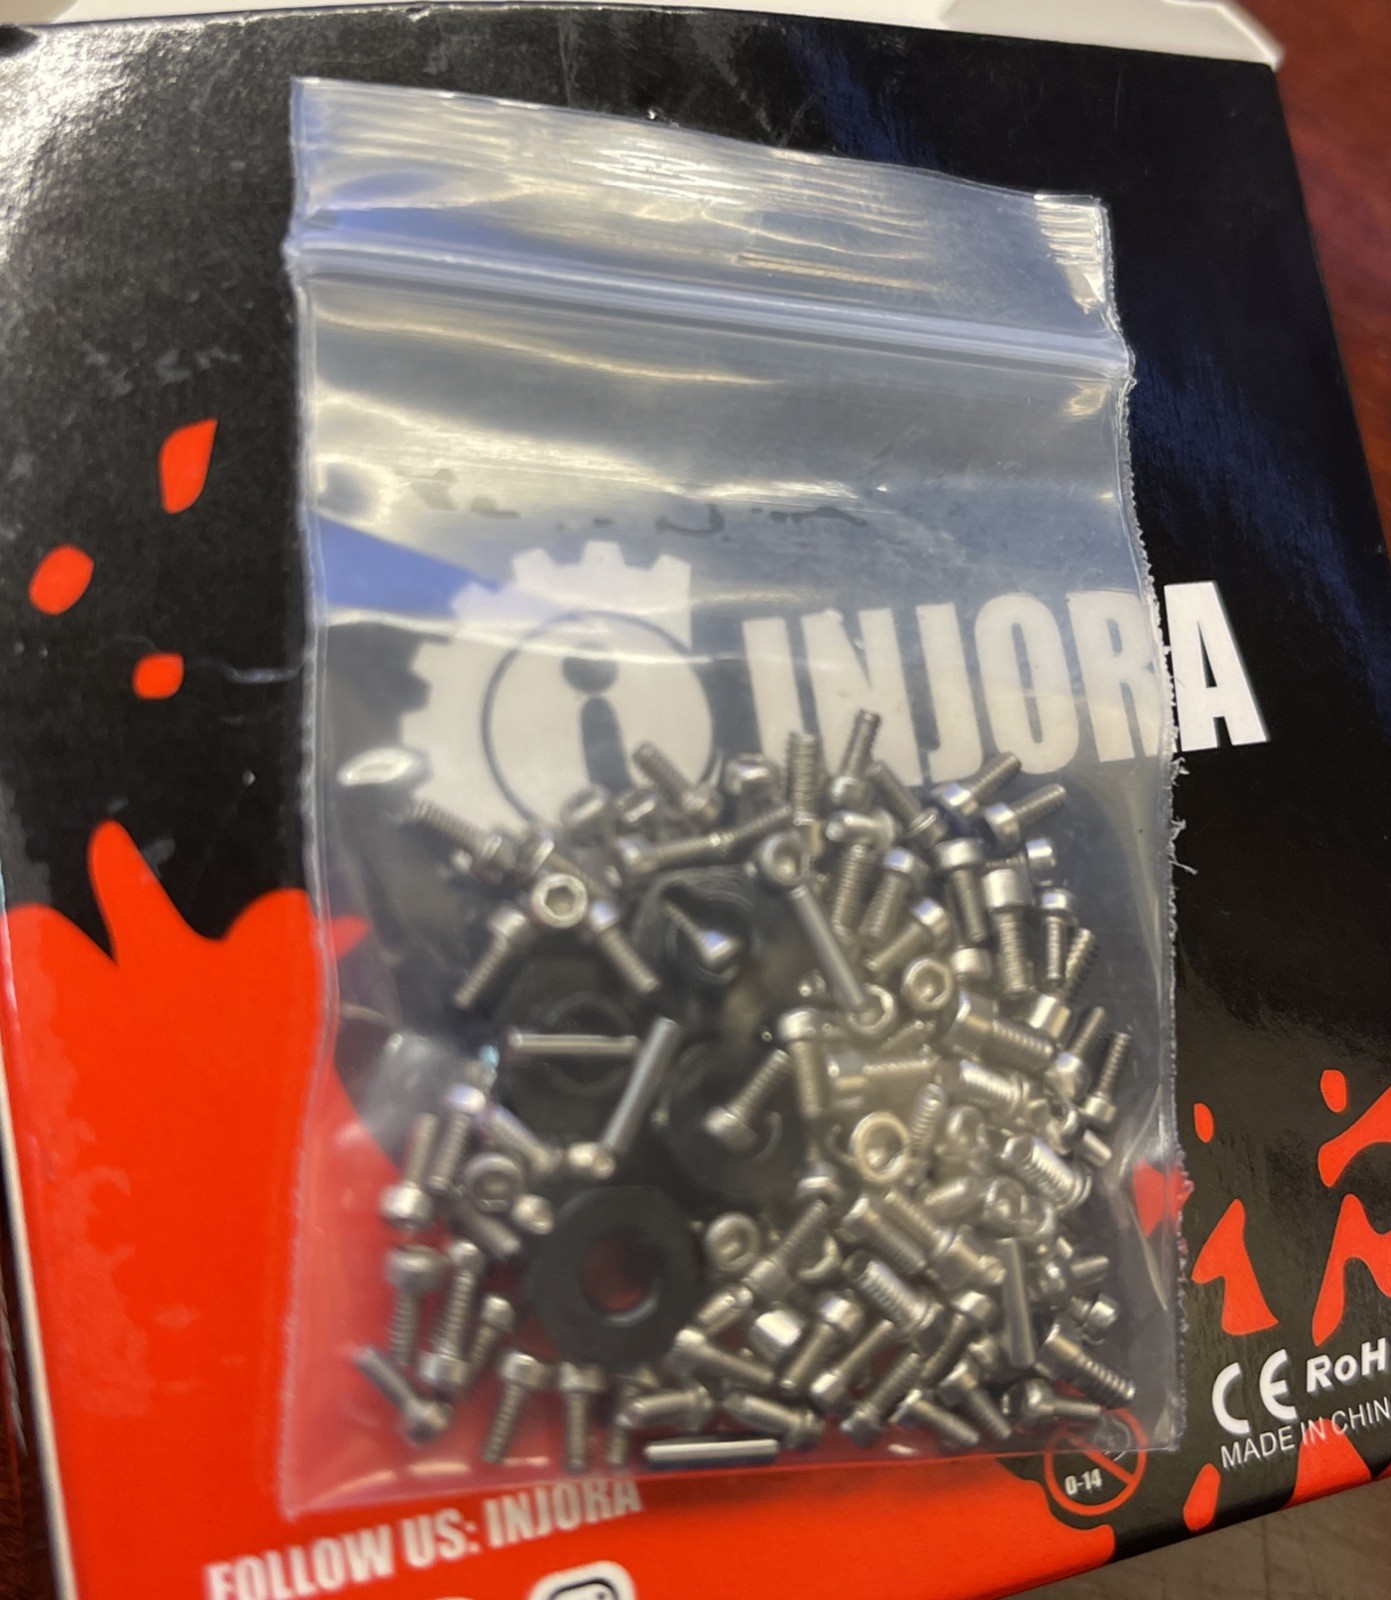 INJORA
CE RoH
MADE IN CHIN
0-14
FOLLOW US: INJORA